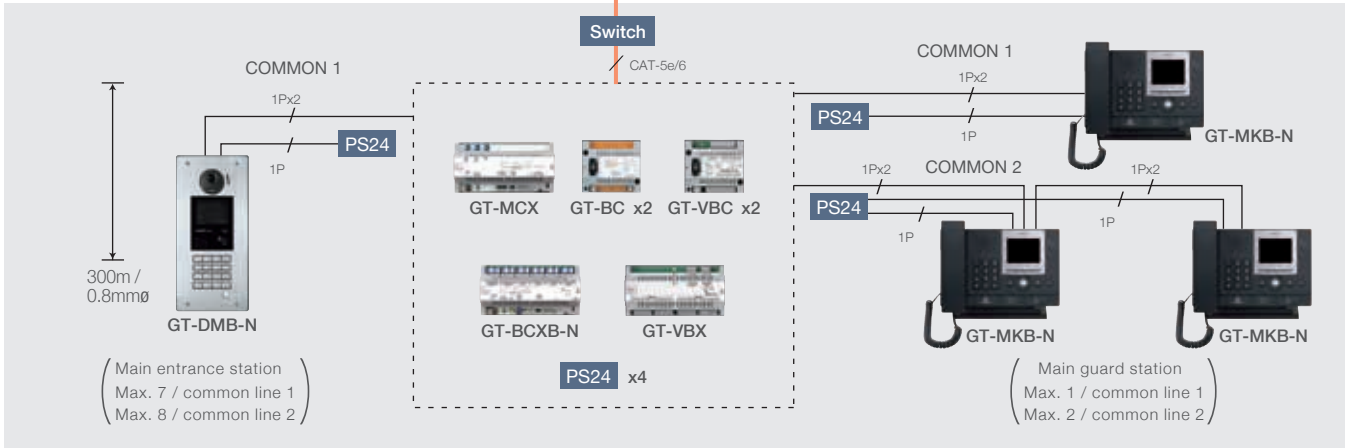 Switch
CAT-5e/6
COMMON 1
1Px2
1P
PS24
300m /
0.8mmø
GT-DMB-N
Main entrance station
Max. 7 / common line 1
Max. 8 / common line 2
GT-MCX
GT-BC x2
GT-VBC x2
GT-BCXB-N
GT-VBX
PS24 x4
COMMON 1
1Px2
PS24
1P
GT-MKB-N
COMMON 2
1Px2
1Px2
PS24
1P
1P
GT-MKB-N
GT-MKB-N
Main guard station
Max. 1 / common line 1
Max. 2 / common line 2